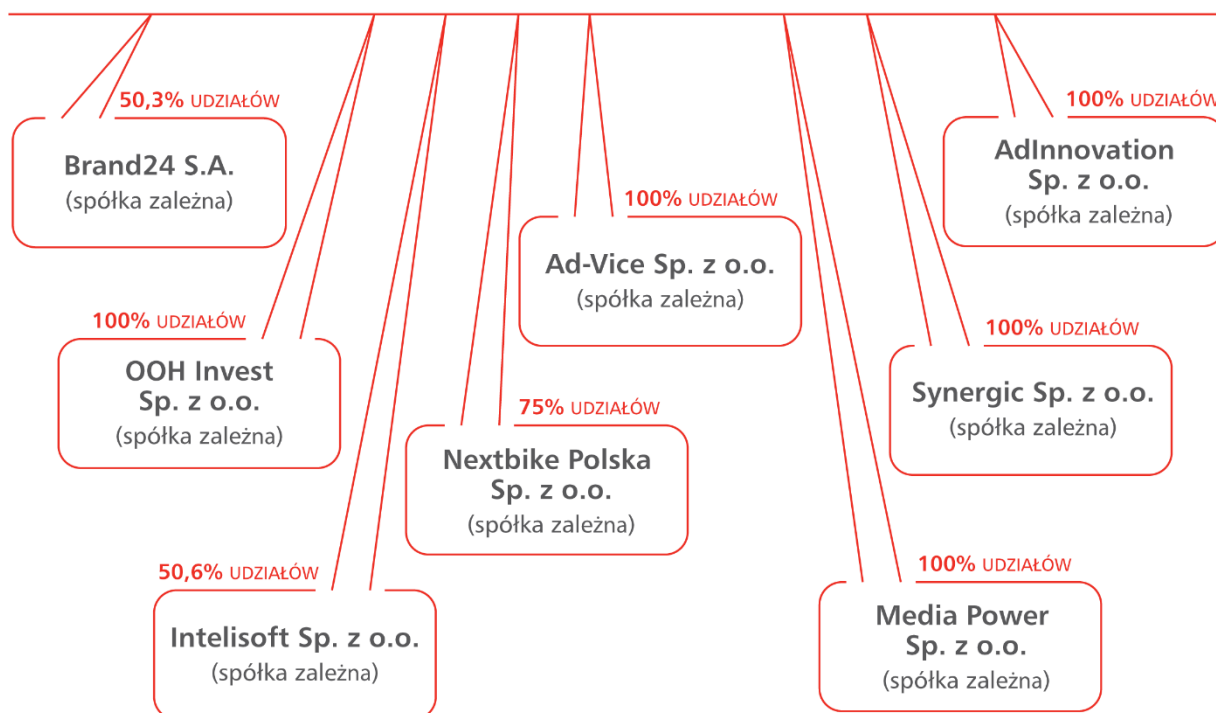 50,3% UDZIAŁÓW
Brand24 S.A.
(spółka zależna)
100% UDZIAŁÓW
AdInnovation
Sp. z o.o.
(spółka zależna)
100% UDZIAŁÓW
Ad-Vice Sp. z o.o.
(spółka zależna)
100% UDZIAŁÓW
OOH Invest
Sp. z o.o.
(spółka zależna)
100% UDZIAŁÓW
Synergic Sp. z o.o.
(spółka zależna)
75% UDZIAŁÓW
Nextbike Polska
Sp. z o.o.
(spółka zależna)
50,6% UDZIAŁÓW
Intelisoft Sp. z o.o.
(spółka zależna)
100% UDZIAŁÓW
Media Power
Sp. z o.o.
(spółka zależna)